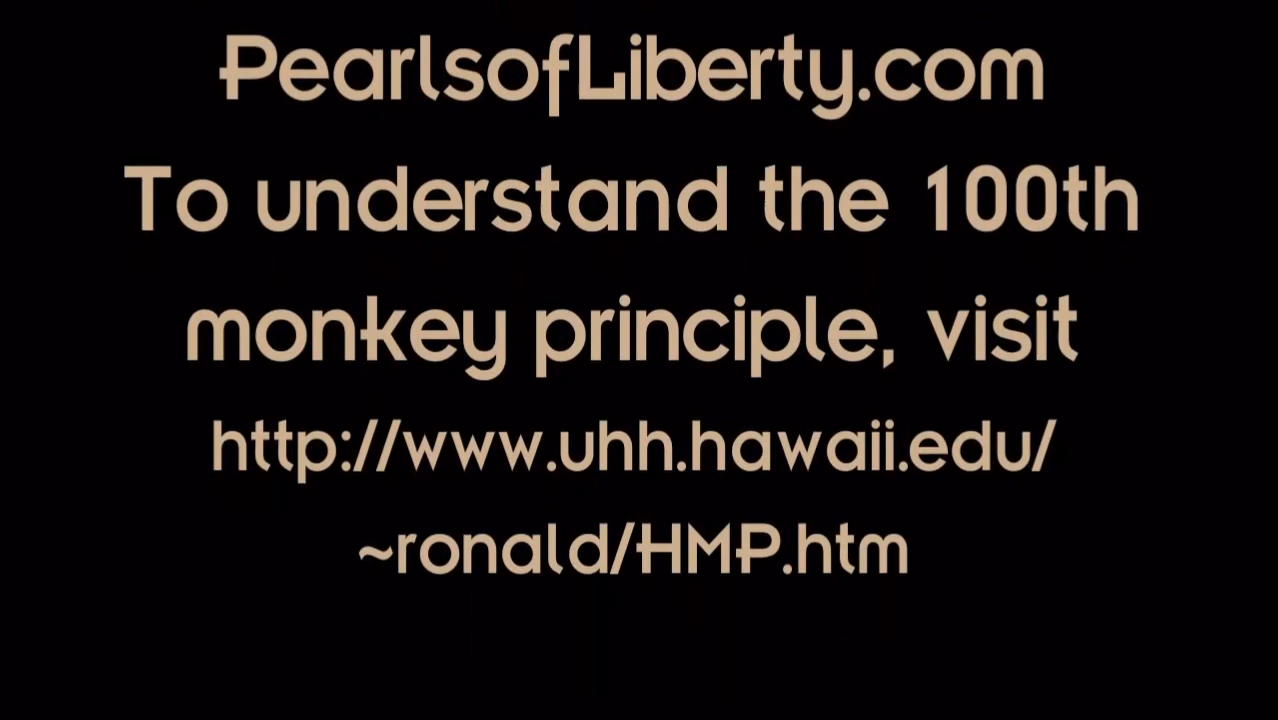 PearlsofLiberty.com
To understand the 100th
monkey principle, visit
http://www.uhh.hawaii.edu/
~ronald/HMP.htm